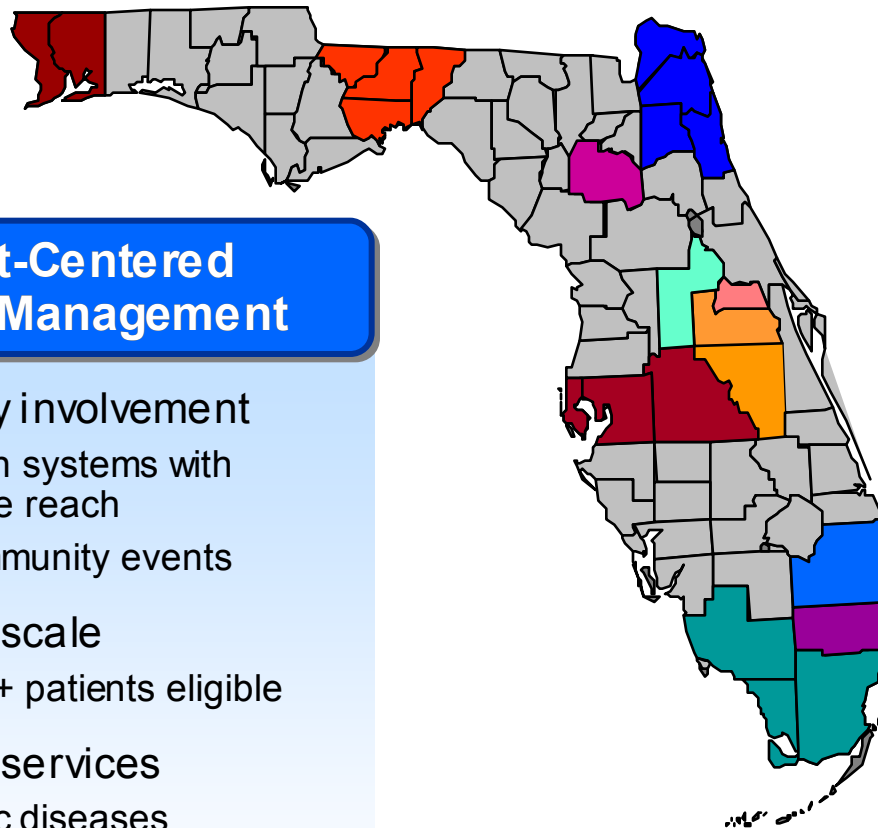 t-Centered
Management
y involvement
n systems with
e reach
munity events
scale
+ patients eligible
services
c diseases